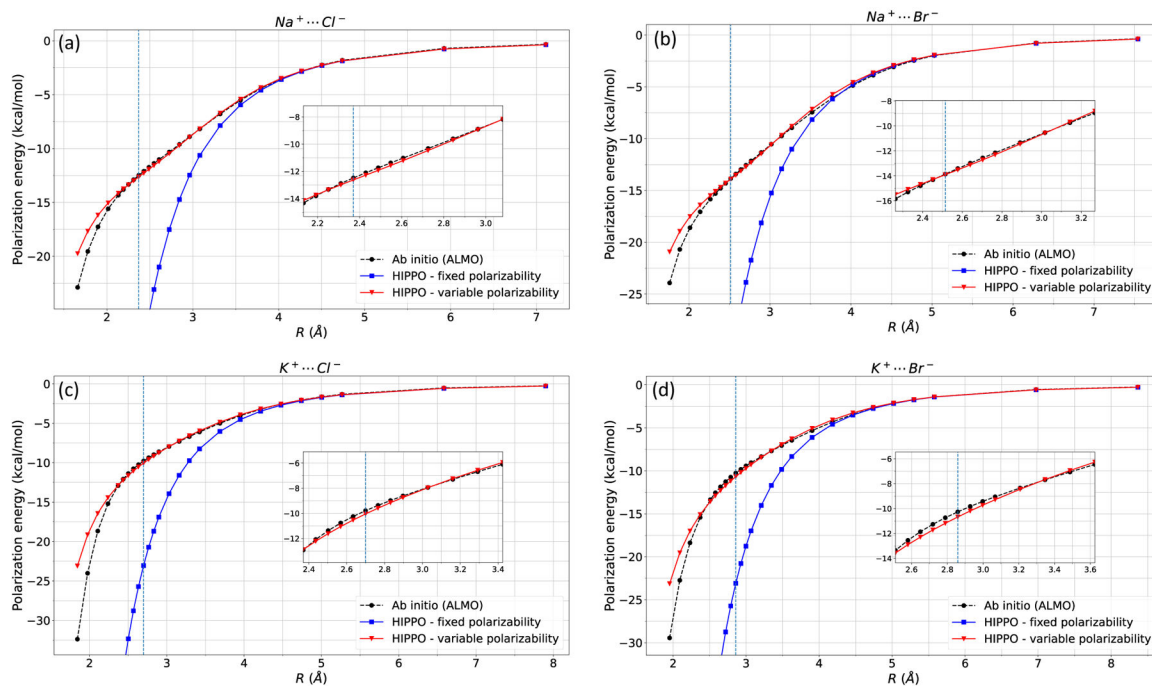 Na⁺ ⋯ Cl⁻
(a)
Polarization energy (kcal/mol)
0
−5
−10
−15
−20
−8
−10
−12
−14
2.2 2.4 2.6 2.8 3.0
Ab initio (ALMO)
HIPPO - fixed polarizability
HIPPO - variable polarizability
2 3 4 5 6 7
R (Å)
Na⁺ ⋯ Br⁻
(b)
Polarization energy (kcal/mol)
0
−5
−10
−15
−20
−25
−8
−10
−12
−14
−16
2.4 2.6 2.8 3.0 3.2
Ab initio (ALMO)
HIPPO - fixed polarizability
HIPPO - variable polarizability
2 3 4 5 6 7
R (Å)
K⁺ ⋯ Cl⁻
(c)
Polarization energy (kcal/mol)
0
−5
−10
−15
−20
−25
−30
−6
−8
−10
−12
2.4 2.6 2.8 3.0 3.2 3.4
Ab initio (ALMO)
HIPPO - fixed polarizability
HIPPO - variable polarizability
2 3 4 5 6 7 8
R (Å)
K⁺ ⋯ Br⁻
(d)
Polarization energy (kcal/mol)
0
−5
−10
−15
−20
−25
−30
−6
−8
−10
−12
−14
2.6 2.8 3.0 3.2 3.4 3.6
Ab initio (ALMO)
HIPPO - fixed polarizability
HIPPO - variable polarizability
2 3 4 5 6 7 8
R (Å)